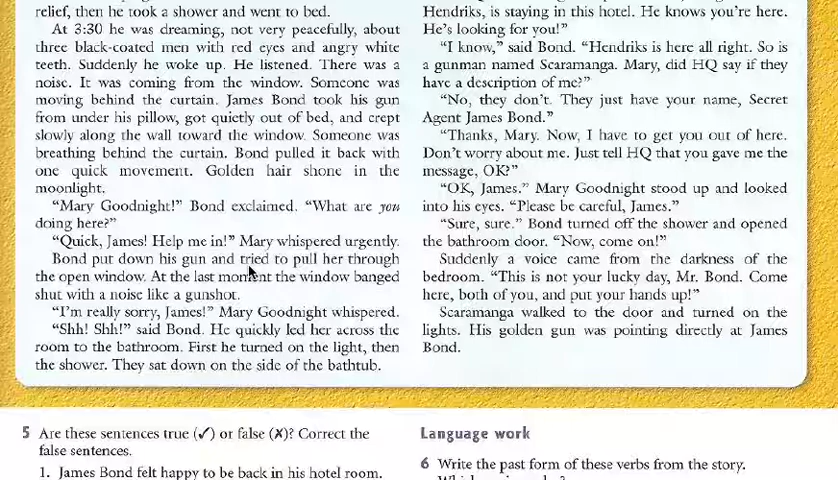 relief, then he took a shower and went to bed.
At 3:30 he was dreaming, not very peacefully, about
three black-coated men with red eyes and angry white
teeth. Suddenly he woke up. He listened. There was a
noise. It was coming from the window. Someone was
moving behind the curtain. James Bond took his gun
from under his pillow, got quietly out of bed, and crept
slowly along the wall toward the window. Someone was
breathing behind the curtain. Bond pulled it back with
one quick movement. Golden hair shone in the
moonlight.
"Mary Goodnight!" Bond exclaimed. "What are you
doing here?"
"Quick, James! Help me in!" Mary whispered urgently.
Bond put down his gun and tried to pull her through
the open window. At the last moment the window banged
shut with a noise like a gunshot.
"I'm really sorry, James!" Mary Goodnight whispered.
"Shh! Shh!" said Bond. He quickly led her across the
room to the bathroom. First he turned on the light, then
the shower. They sat down on the side of the bathtub.
Hendriks, is staying in this hotel. He knows you're here.
He's looking for you!"
"I know," said Bond. "Hendriks is here all right. So is
a gunman named Scaramanga. Mary, did HQ say if they
have a description of me?"
"No, they don't. They just have your name, Secret
Agent James Bond."
"Thanks, Mary. Now, I have to get you out of here.
Don't worry about me. Just tell HQ that you gave me the
message, OK?"
"OK, James." Mary Goodnight stood up and looked
into his eyes. "Please be careful, James."
"Sure, sure." Bond turned off the shower and opened
the bathroom door. "Now, come on!"
Suddenly a voice came from the darkness of the
bedroom. "This is not your lucky day, Mr. Bond. Come
here, both of you, and put your hands up!"
Scaramanga walked to the door and turned on the
lights. His golden gun was pointing directly at James
Bond.
5 Are these sentences true (✓) or false (✗)? Correct the
false sentences.
1. James Bond felt happy to be back in his hotel room.
Language work
6 Write the past form of these verbs from the story.